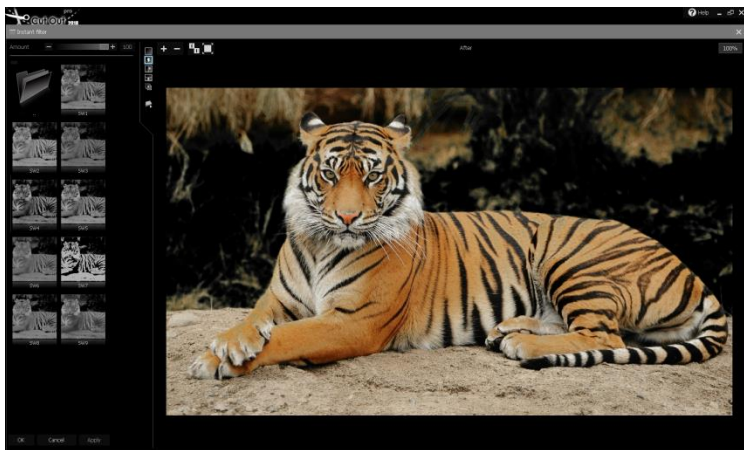 CutOut pro 2018
Help
Instant filter
Amount 100
After
100%
SW1
SW2 SW3
SW4 SW5
SW6 SW7
SW8 SW9
OK Cancel Apply